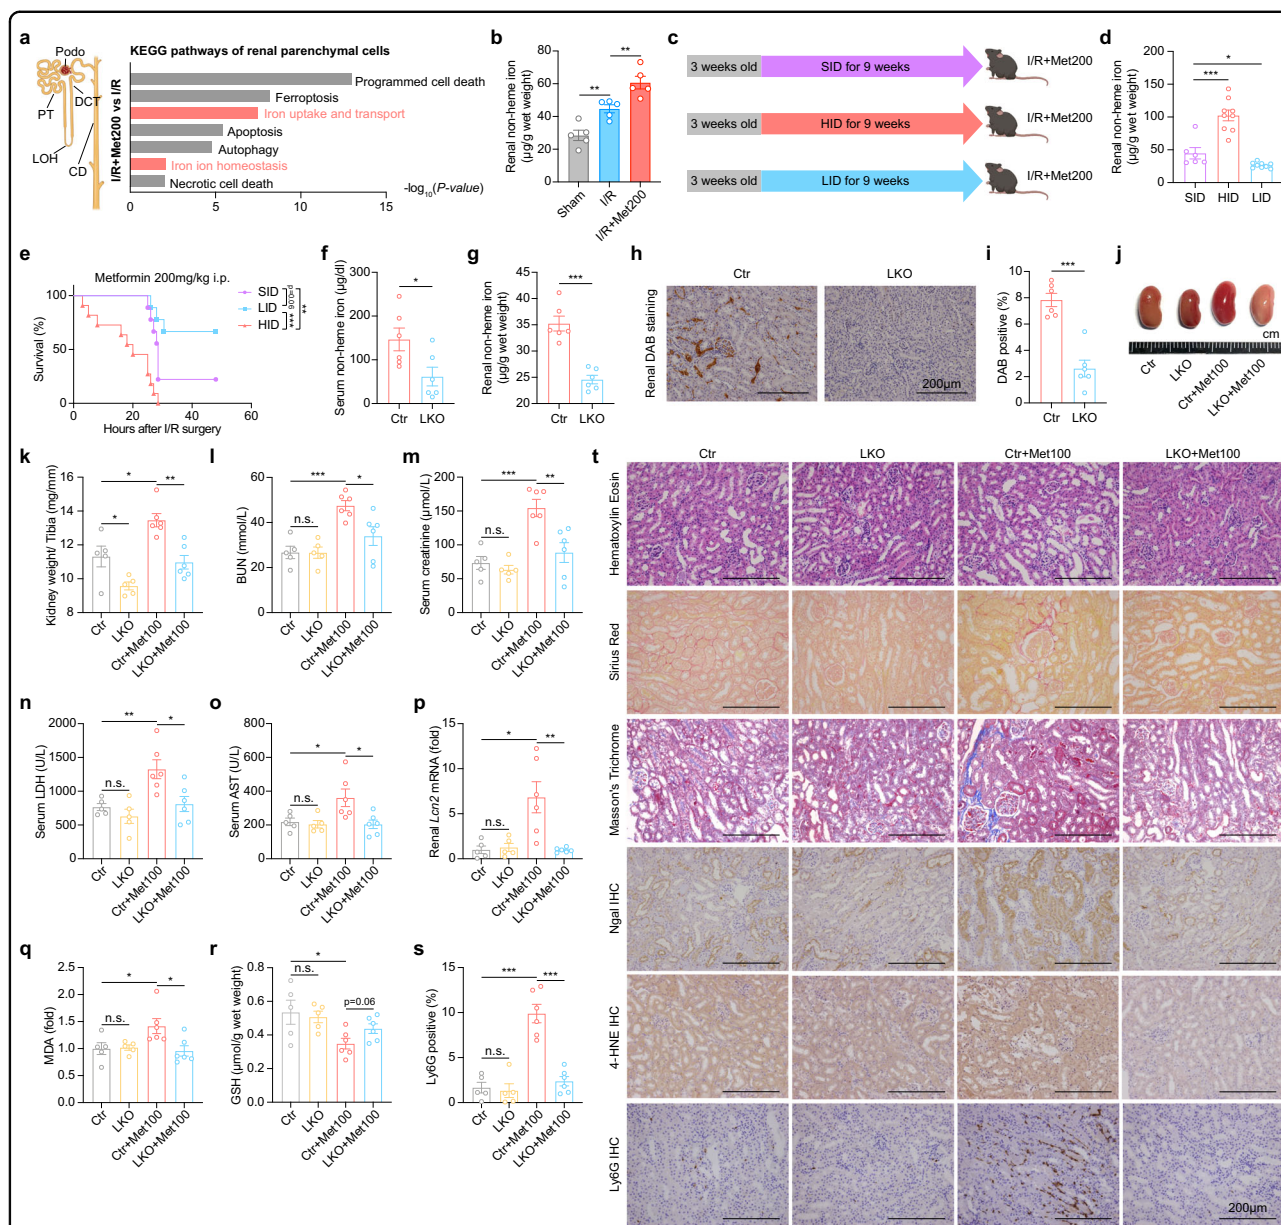 a
KEGG pathways of renal parenchymal cells
Podo
DCT
PT
LOH
CD
I/R+Met200 vs I/R
Programmed cell death
Ferroptosis
Iron uptake and transport
Apoptosis
Autophagy
Iron ion homeostasis
Necrotic cell death
0 5 10 15
-log10(P-value)
b
Renal non-heme iron
(µg/g wet weight)
80
60
40
20
0
** **
Sham I/R I/R+Met200
c
3 weeks old SID for 9 weeks I/R+Met200
3 weeks old HID for 9 weeks I/R+Met200
3 weeks old LID for 9 weeks I/R+Met200
d
Renal non-heme iron
(µg/g wet weight)
200
150
100
50
0
*
***
SID HID LID
e
Metformin 200mg/kg i.p.
Survival (%)
100
50
0
0 20 40 60
Hours after I/R surgery
SID
LID
HID
p=0.06
***
**
f
Serum non-heme iron (µg/dl)
300
200
100
0
*
Ctr LKO
g
Renal non-heme iron
(µg/g wet weight)
45
40
35
30
25
20
***
Ctr LKO
h
Renal DAB staining
Ctr LKO
200µm
i
DAB positive (%)
10
8
6
4
2
0
***
Ctr LKO
j
cm
Ctr LKO Ctr+Met100 LKO+Met100
k
Kidney weight/ Tibia (mg/mm)
16
14
12
10
8
* **
*
Ctr LKO Ctr+Met100 LKO+Met100
l
BUN (mmol/L)
60
40
20
0
*** *
n.s.
Ctr LKO Ctr+Met100 LKO+Met100
m
Serum creatinine (µmol/L)
200
150
100
50
0
*** **
n.s.
Ctr LKO Ctr+Met100 LKO+Met100
n
Serum LDH (U/L)
2000
1500
1000
500
0
** *
n.s.
Ctr LKO Ctr+Met100 LKO+Met100
o
Serum AST (U/L)
800
600
400
200
0
* *
n.s.
Ctr LKO Ctr+Met100 LKO+Met100
p
Renal Lcn2 mRNA (fold)
15
10
5
0
* **
n.s.
Ctr LKO Ctr+Met100 LKO+Met100
q
MDA (fold)
2.5
2.0
1.5
1.0
0.5
0.0
* *
n.s.
Ctr LKO Ctr+Met100 LKO+Met100
r
GSH (µmol/g wet weight)
0.8
0.6
0.4
0.2
0.0
*
n.s.
p=0.06
Ctr LKO Ctr+Met100 LKO+Met100
s
Ly6G positive (%)
15
10
5
0
*** ***
n.s.
Ctr LKO Ctr+Met100 LKO+Met100
t
Ctr LKO Ctr+Met100 LKO+Met100
Hematoxylin Eosin
Sirius Red
Masson's Trichrome
Ngal IHC
4-HNE IHC
Ly6G IHC
200µm